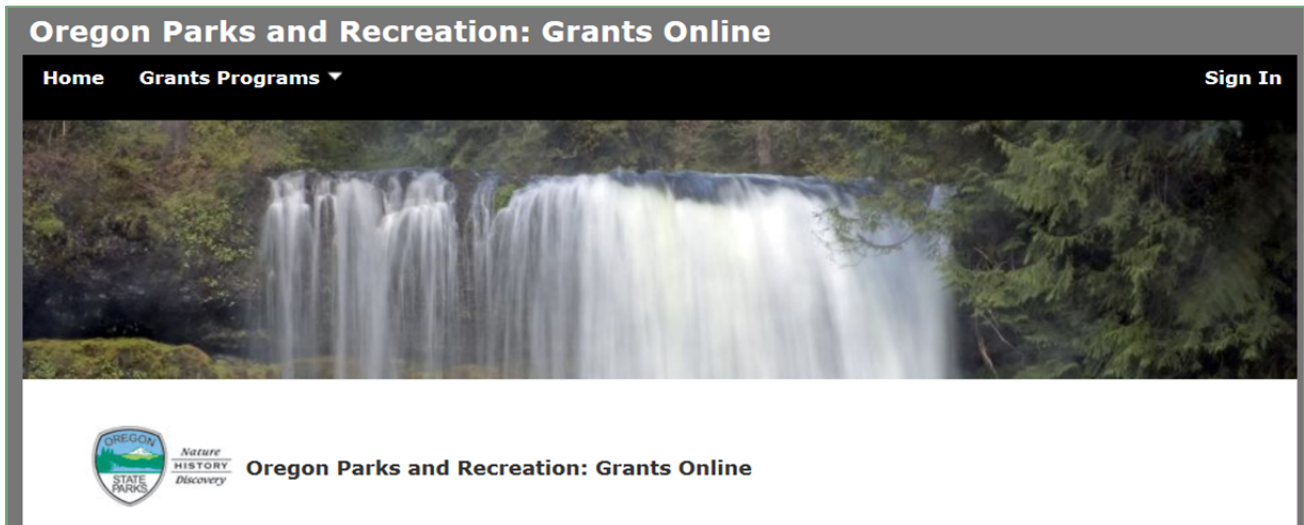 Oregon Parks and Recreation: Grants Online
Home Grants Programs Sign In
OREGON
STATE
PARKS
Nature
HISTORY
Discovery
Oregon Parks and Recreation: Grants Online